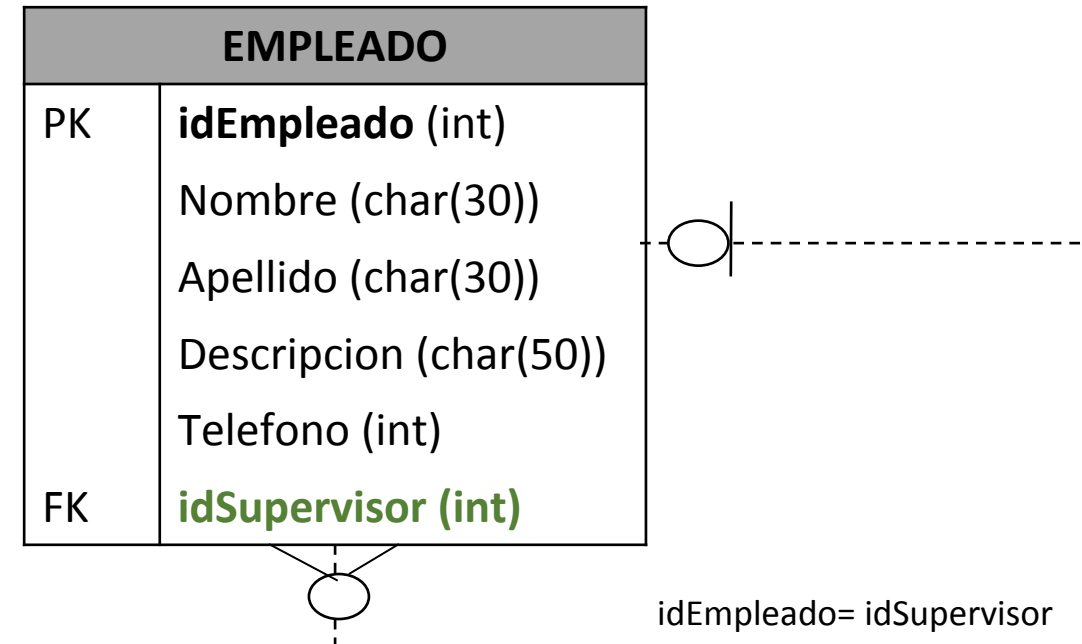 EMPLEADO
PK idEmpleado (int)
Nombre (char(30))
Apellido (char(30))
Descripcion (char(50))
Telefono (int)
FK idSupervisor (int)
idEmpleado= idSupervisor